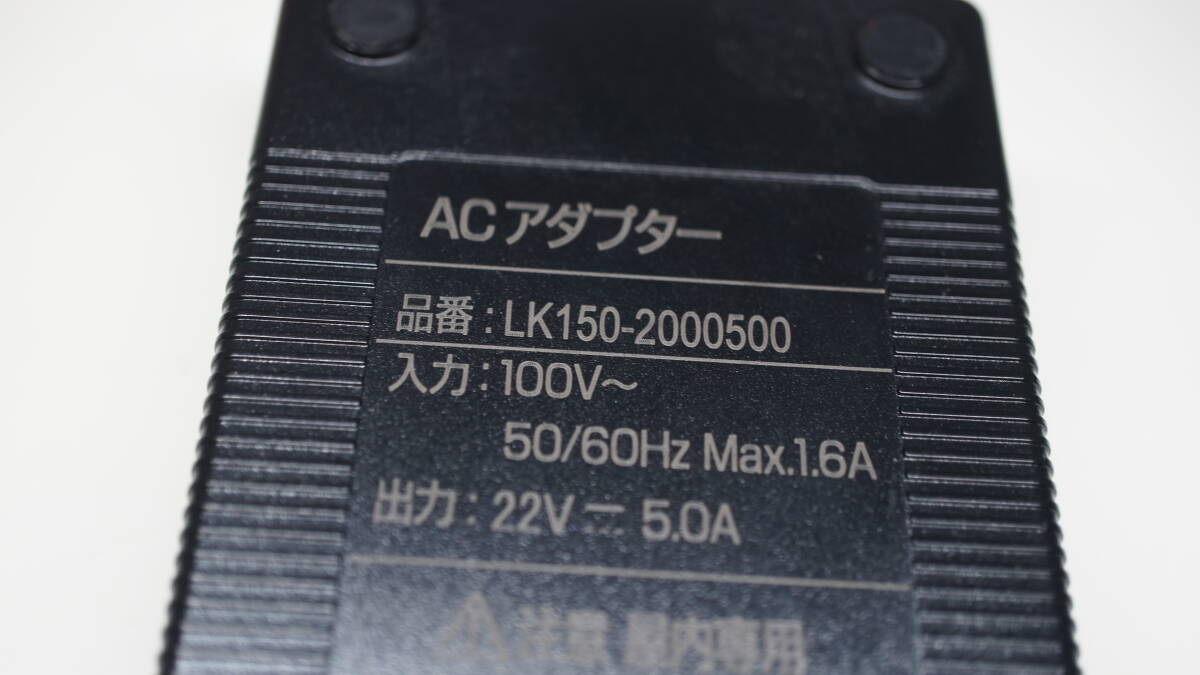 ACアダプター
品番:LK150-2000500
入力:100V~
50/60Hz Max.1.6A
出力:22V⎓5.0A
⚠注意 屋内専用